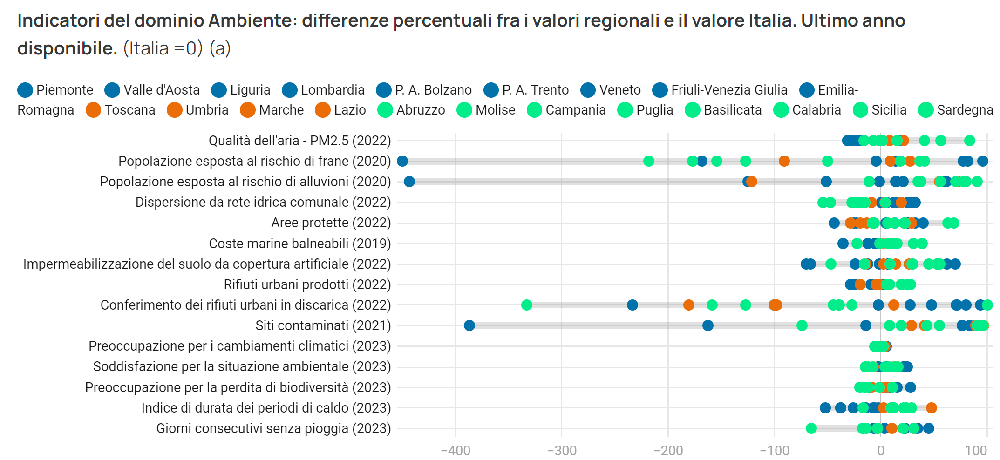 Indicatori del dominio Ambiente: differenze percentuali fra i valori regionali e il valore Italia. Ultimo anno
disponibile. (Italia =0) (a)
Piemonte Valle d'Aosta Liguria Lombardia P. A. Bolzano P. A. Trento Veneto Friuli-Venezia Giulia Emilia-
Romagna Toscana Umbria Marche Lazio Abruzzo Molise Campania Puglia Basilicata Calabria Sicilia Sardegna
Qualità dell'aria - PM2.5 (2022)
Popolazione esposta al rischio di frane (2020)
Popolazione esposta al rischio di alluvioni (2020)
Dispersione da rete idrica comunale (2022)
Aree protette (2022)
Coste marine balneabili (2019)
Impermeabilizzazione del suolo da copertura artificiale (2022)
Rifiuti urbani prodotti (2022)
Conferimento dei rifiuti urbani in discarica (2022)
Siti contaminati (2021)
Preoccupazione per i cambiamenti climatici (2023)
Soddisfazione per la situazione ambientale (2023)
Preoccupazione per la perdita di biodiversità (2023)
Indice di durata dei periodi di caldo (2023)
Giorni consecutivi senza pioggia (2023)
−400 −300 −200 −100 0 100